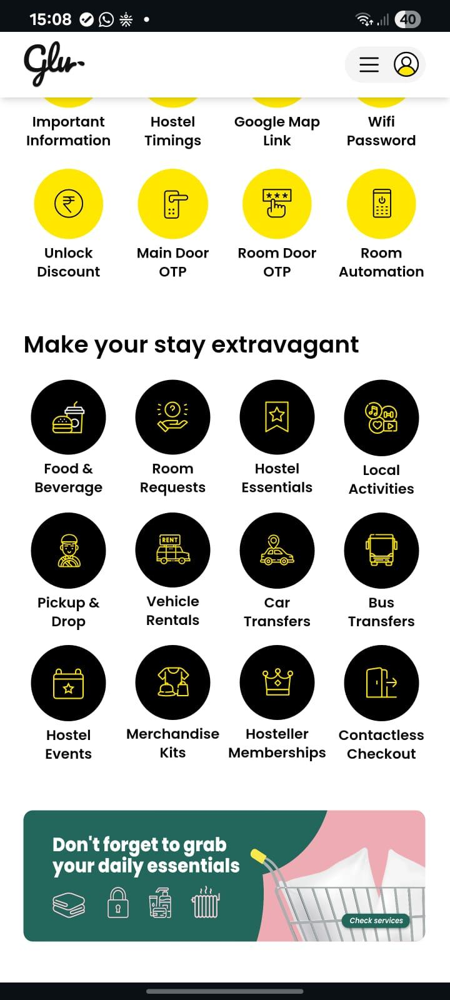 15:08
40
Glu
Important Information
Hostel Timings
Google Map Link
Wifi Password
***
Unlock Discount
Main Door OTP
Room Door OTP
Room Automation
Make your stay extravagant
?
Food & Beverage
Room Requests
Hostel Essentials
Local Activities
RENT
Pickup & Drop
Vehicle Rentals
Car Transfers
Bus Transfers
Hostel Events
Merchandise Kits
Hosteller Memberships
Contactless Checkout
Don't forget to grab
your daily essentials
Check services